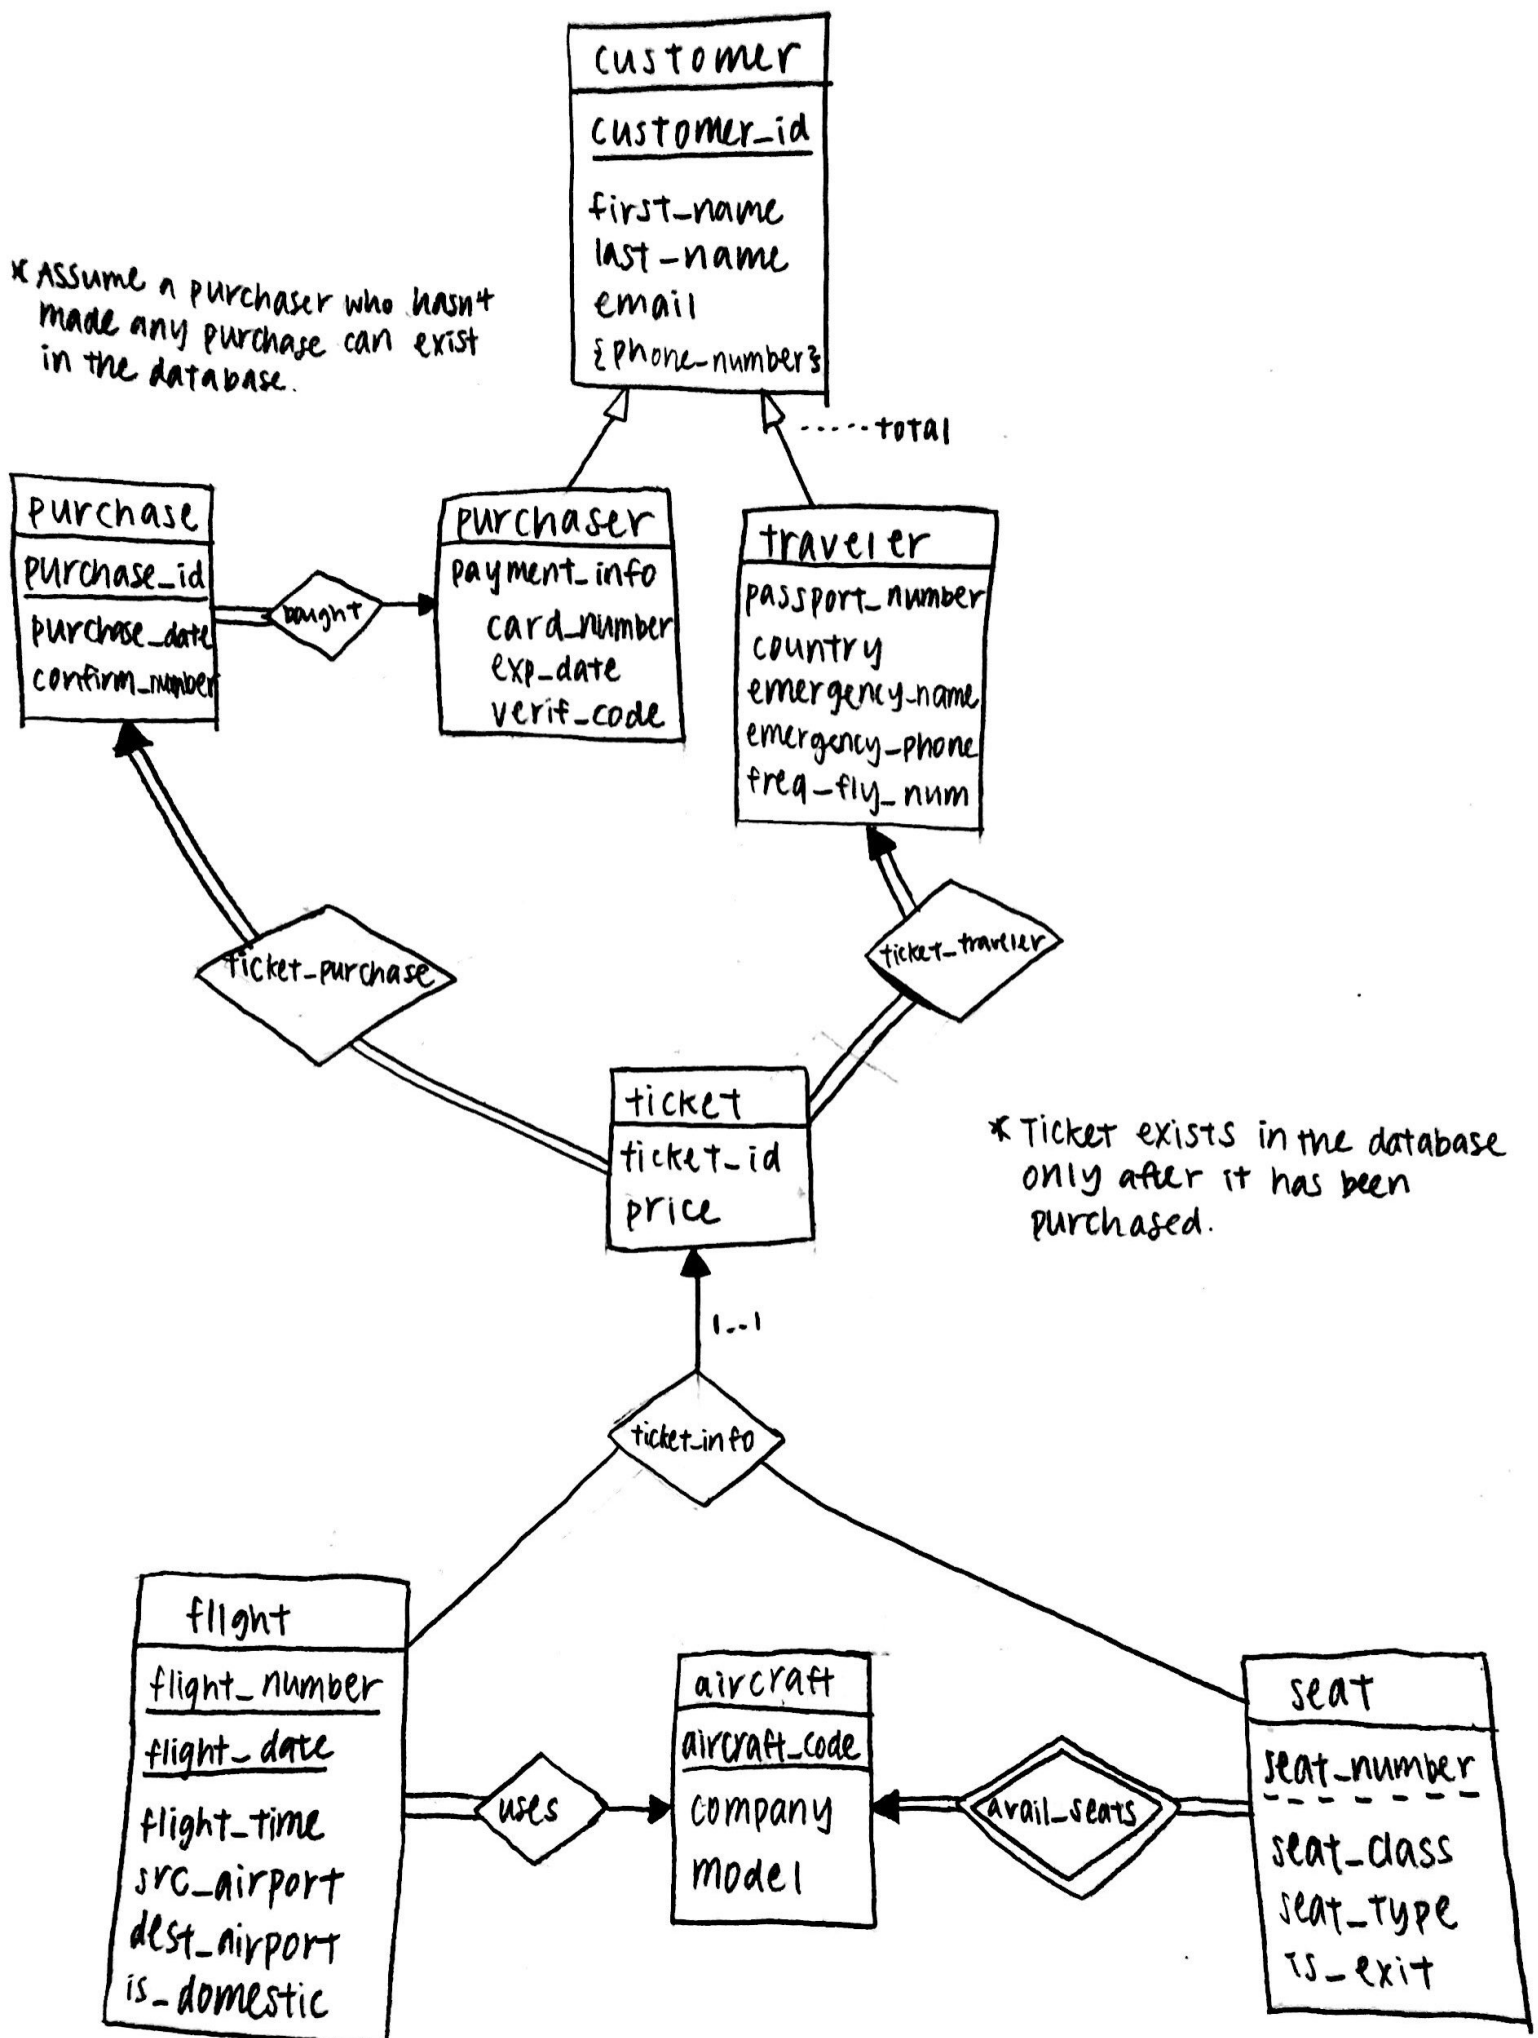 customer
customer_id
first_name
last_name
email
{phone_number}
* Assume a purchaser who hasn't
made any purchase can exist
in the database.
total
purchase
purchase_id
purchase_date
confirm_number
bought
purchaser
payment_info
card_number
exp_date
verif_code
traveler
passport_number
country
emergency_name
emergency_phone
freq_fly_num
ticket_purchase
ticket_traveler
ticket
ticket_id
price
* Ticket exists in the database
only after it has been
purchased.
1..1
ticket_info
flight
flight_number
flight_date
flight_time
src_airport
dest_airport
is_domestic
uses
aircraft
aircraft_code
company
model
avail_seats
seat
seat_number
seat_class
seat_type
is_exit